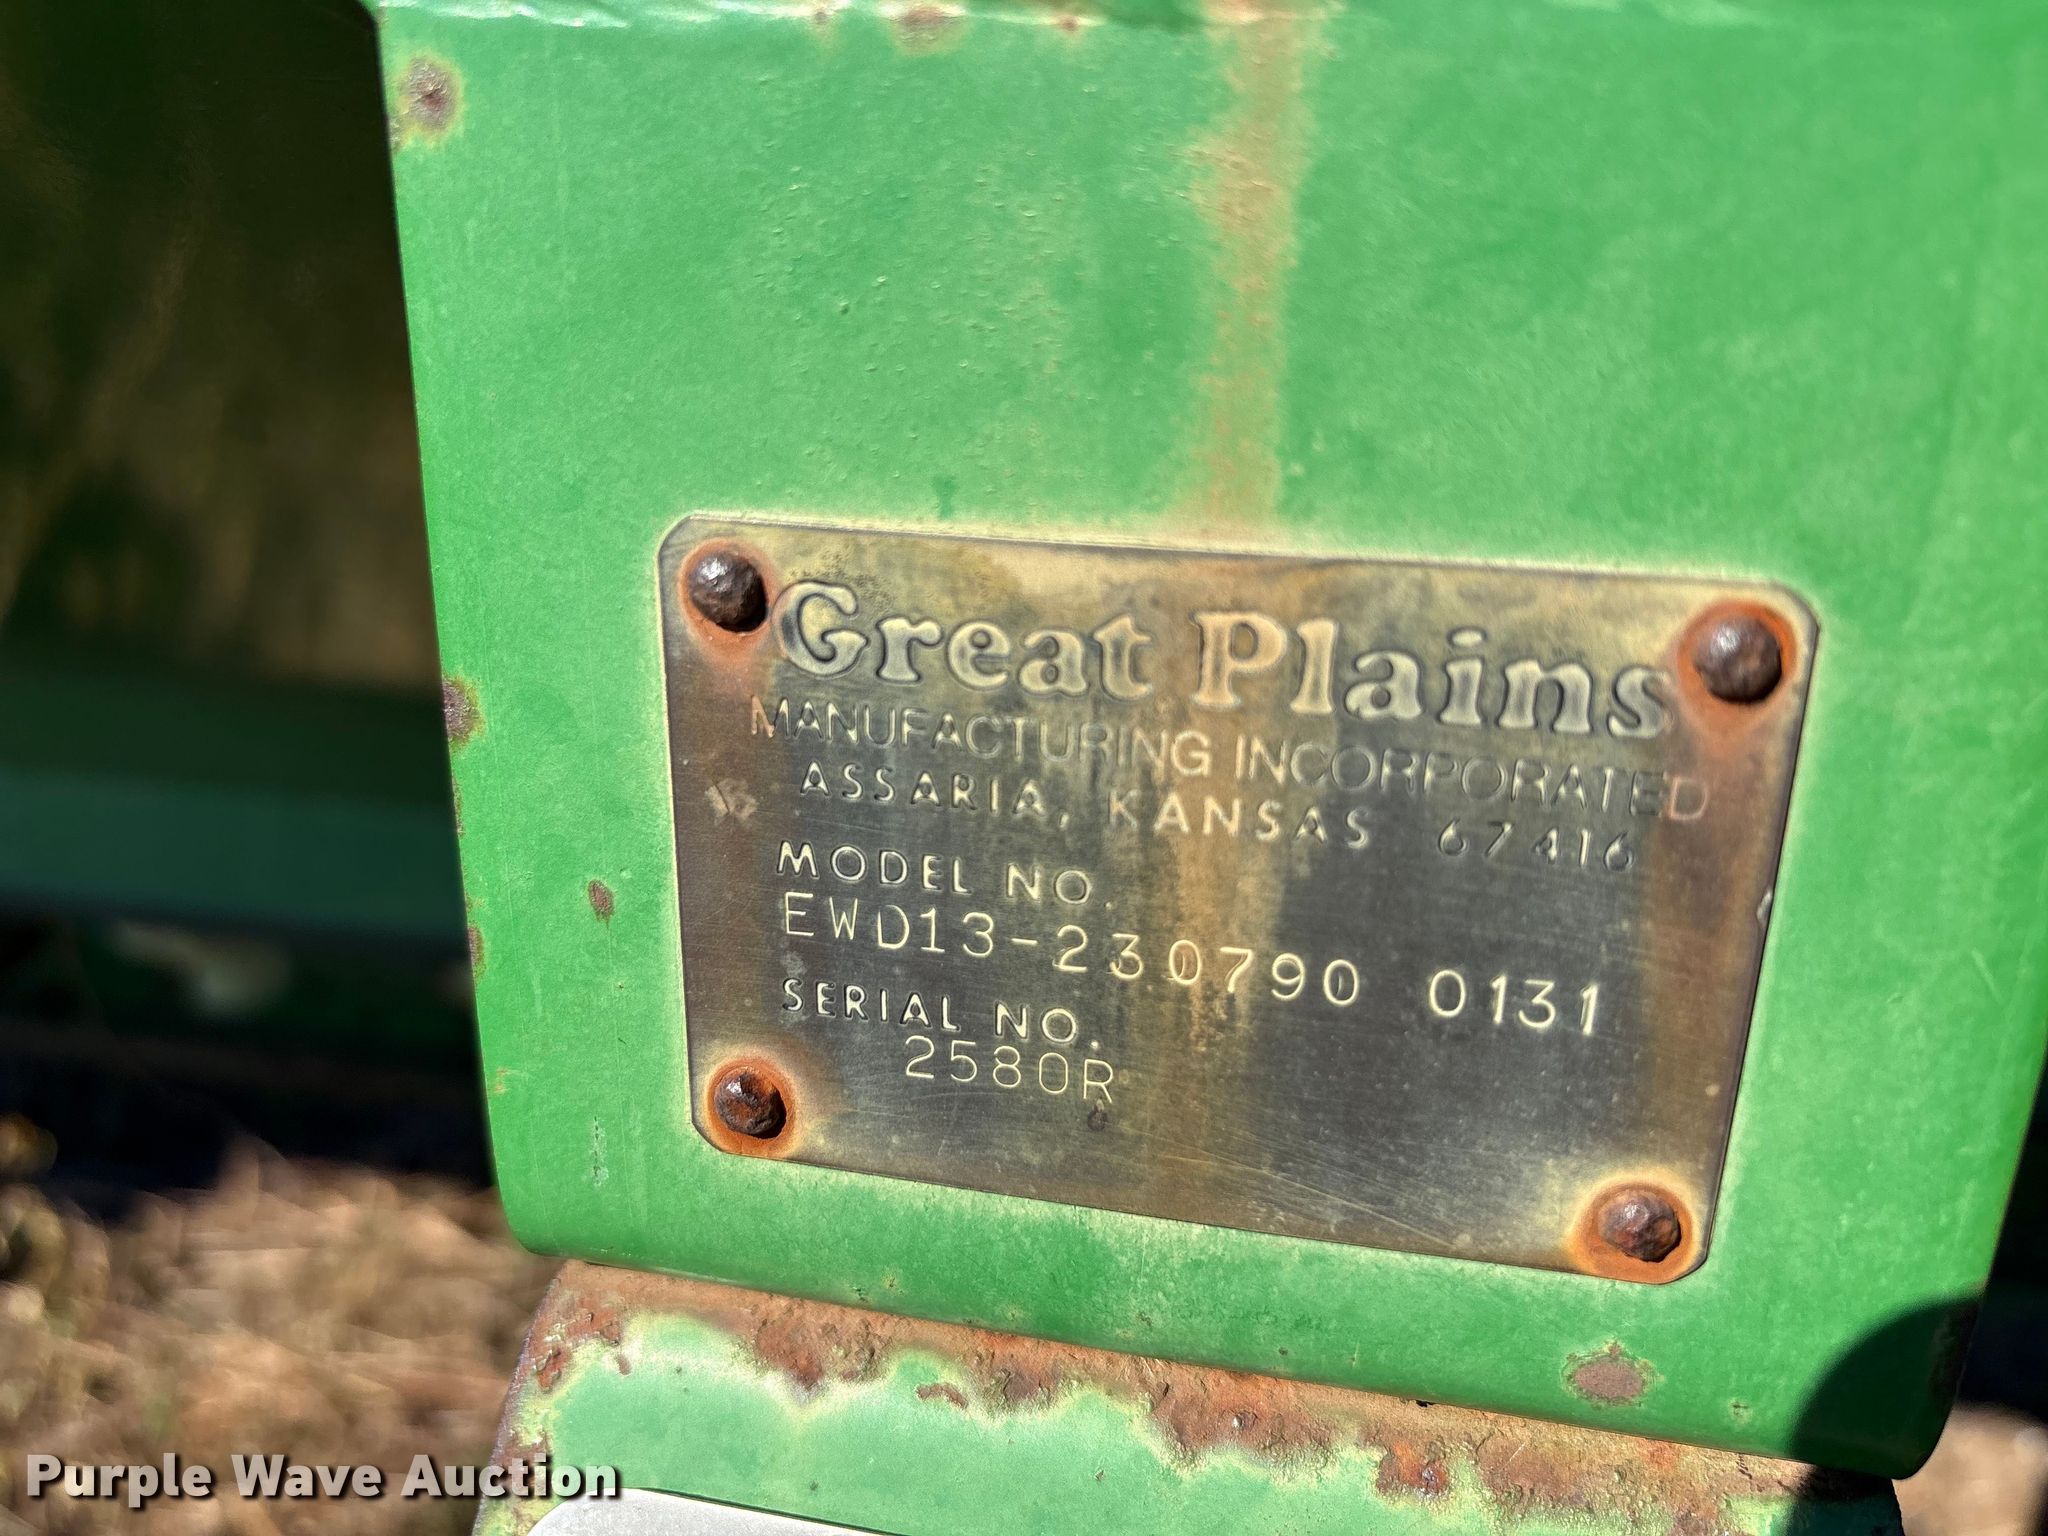 Great Plains
MANUFACTURING INCORPORATED
ASSARIA, KANSAS 67416
MODEL NO.
EWD13-230790 0131
SERIAL NO.
2580R
Purple Wave Auction